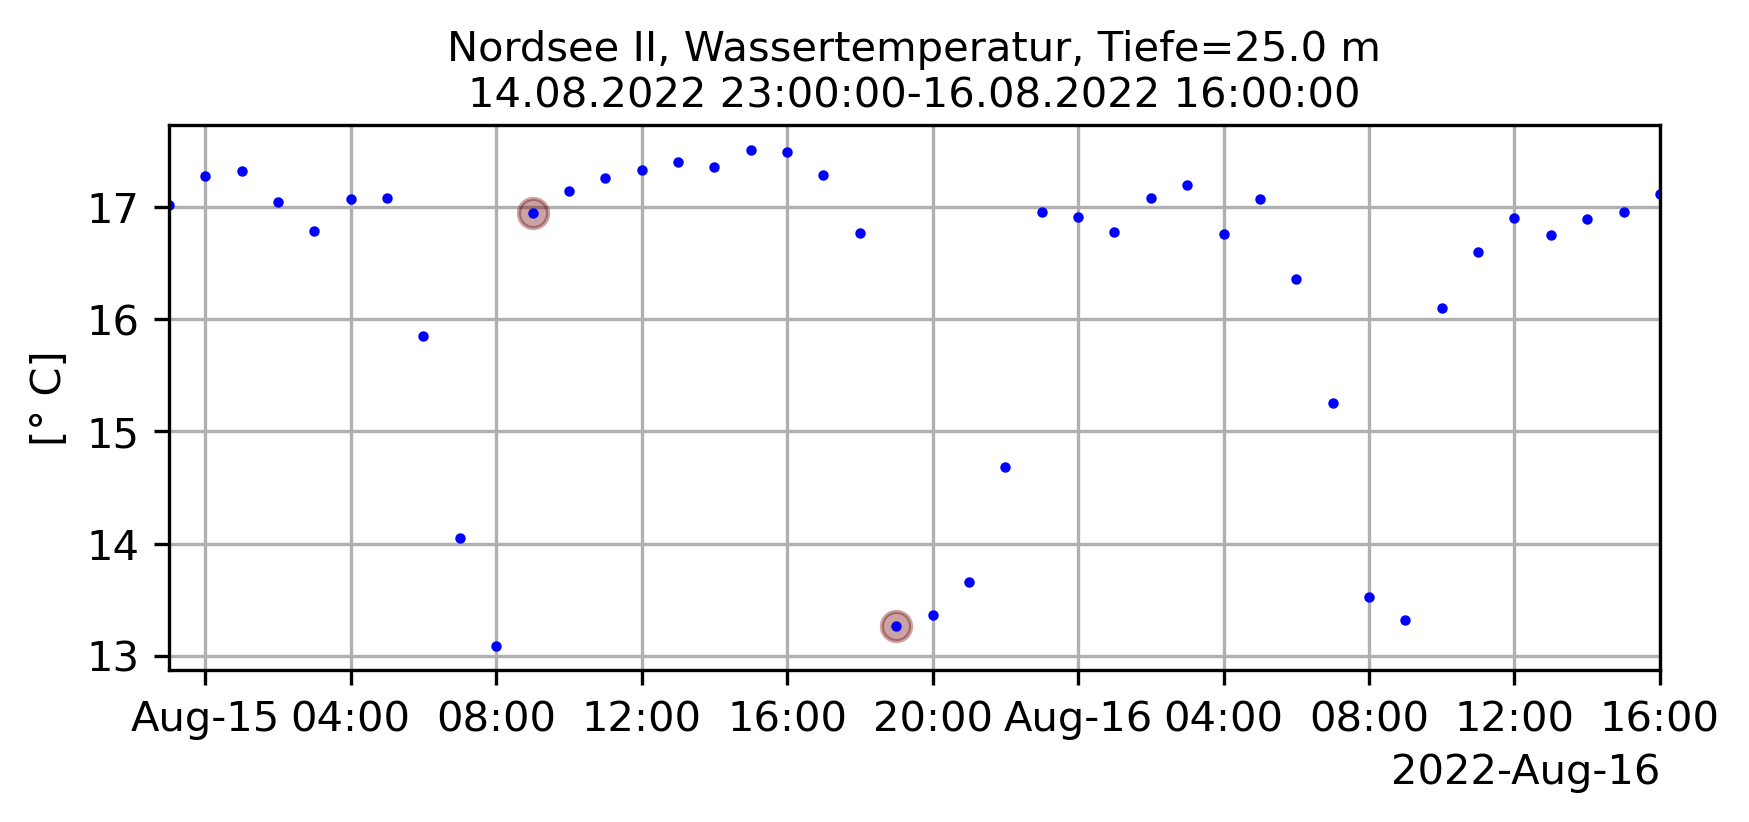 Nordsee II, Wassertemperatur, Tiefe=25.0 m
14.08.2022 23:00:00-16.08.2022 16:00:00
[° C]
17
16
15
14
13
Aug-15 04:00 08:00 12:00 16:00 20:00 Aug-16 04:00 08:00 12:00 16:00
2022-Aug-16